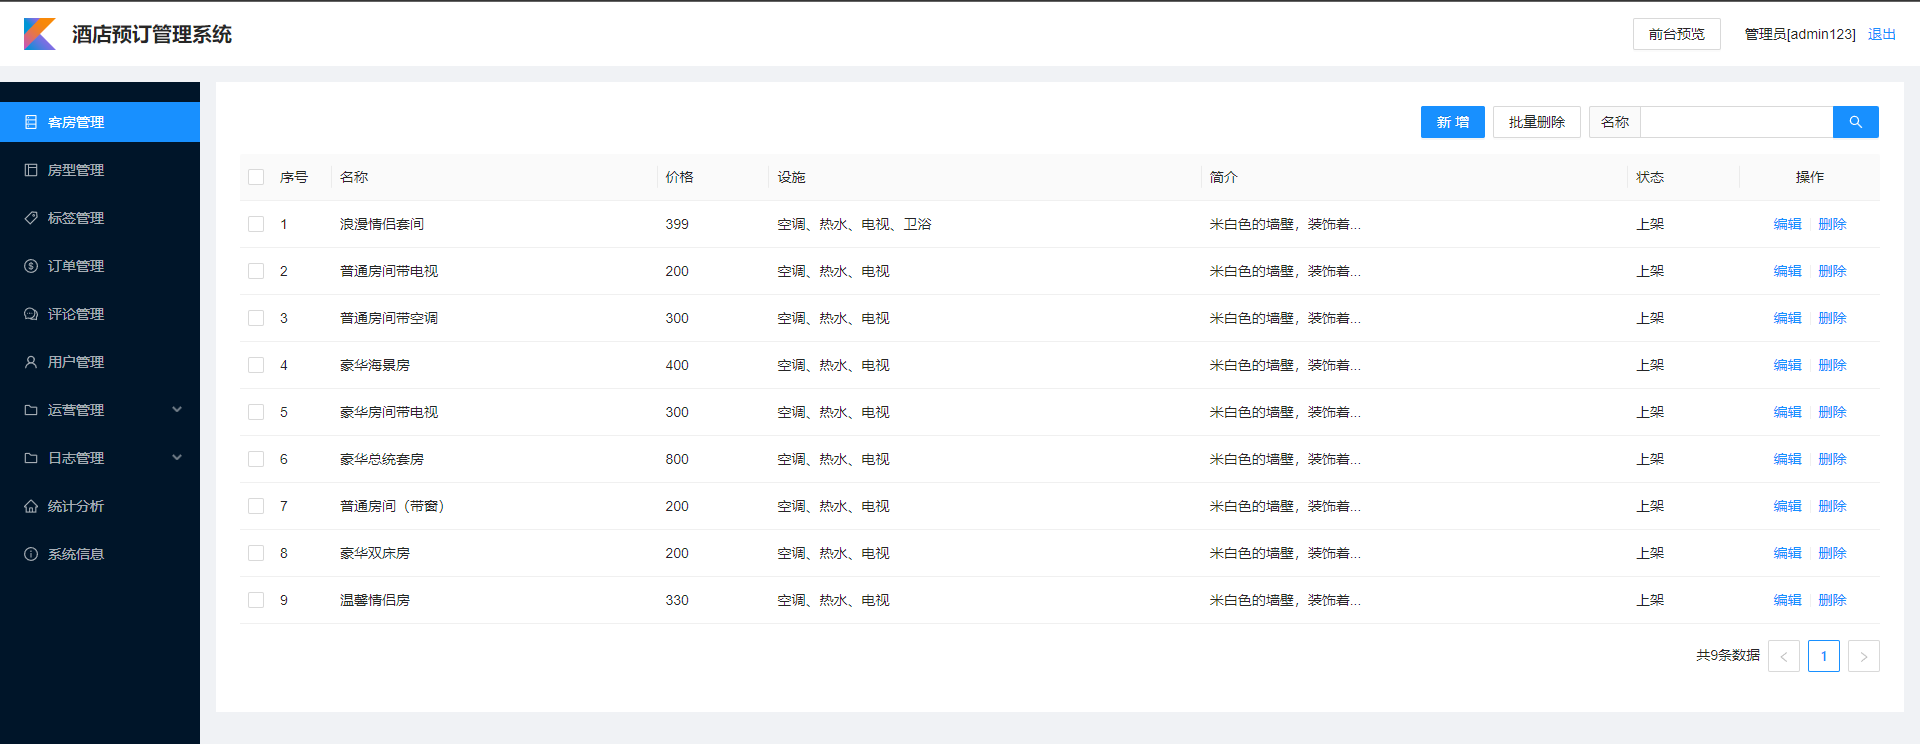 酒店预订管理系统
前台预览 管理员[admin123] 退出
客房管理
房型管理
标签管理
订单管理
评论管理
用户管理
运营管理
日志管理
统计分析
系统信息
新 增 批量删除 名称
序号 名称 价格 设施 简介 状态 操作
1 浪漫情侣套间 399 空调、热水、电视、卫浴 米白色的墙壁，装饰着... 上架 编辑 删除
2 普通房间带电视 200 空调、热水、电视 米白色的墙壁，装饰着... 上架 编辑 删除
3 普通房间带空调 300 空调、热水、电视 米白色的墙壁，装饰着... 上架 编辑 删除
4 豪华海景房 400 空调、热水、电视 米白色的墙壁，装饰着... 上架 编辑 删除
5 豪华房间带电视 300 空调、热水、电视 米白色的墙壁，装饰着... 上架 编辑 删除
6 豪华总统套房 800 空调、热水、电视 米白色的墙壁，装饰着... 上架 编辑 删除
7 普通房间（带窗） 200 空调、热水、电视 米白色的墙壁，装饰着... 上架 编辑 删除
8 豪华双床房 200 空调、热水、电视 米白色的墙壁，装饰着... 上架 编辑 删除
9 温馨情侣房 330 空调、热水、电视 米白色的墙壁，装饰着... 上架 编辑 删除
共9条数据 < 1 >